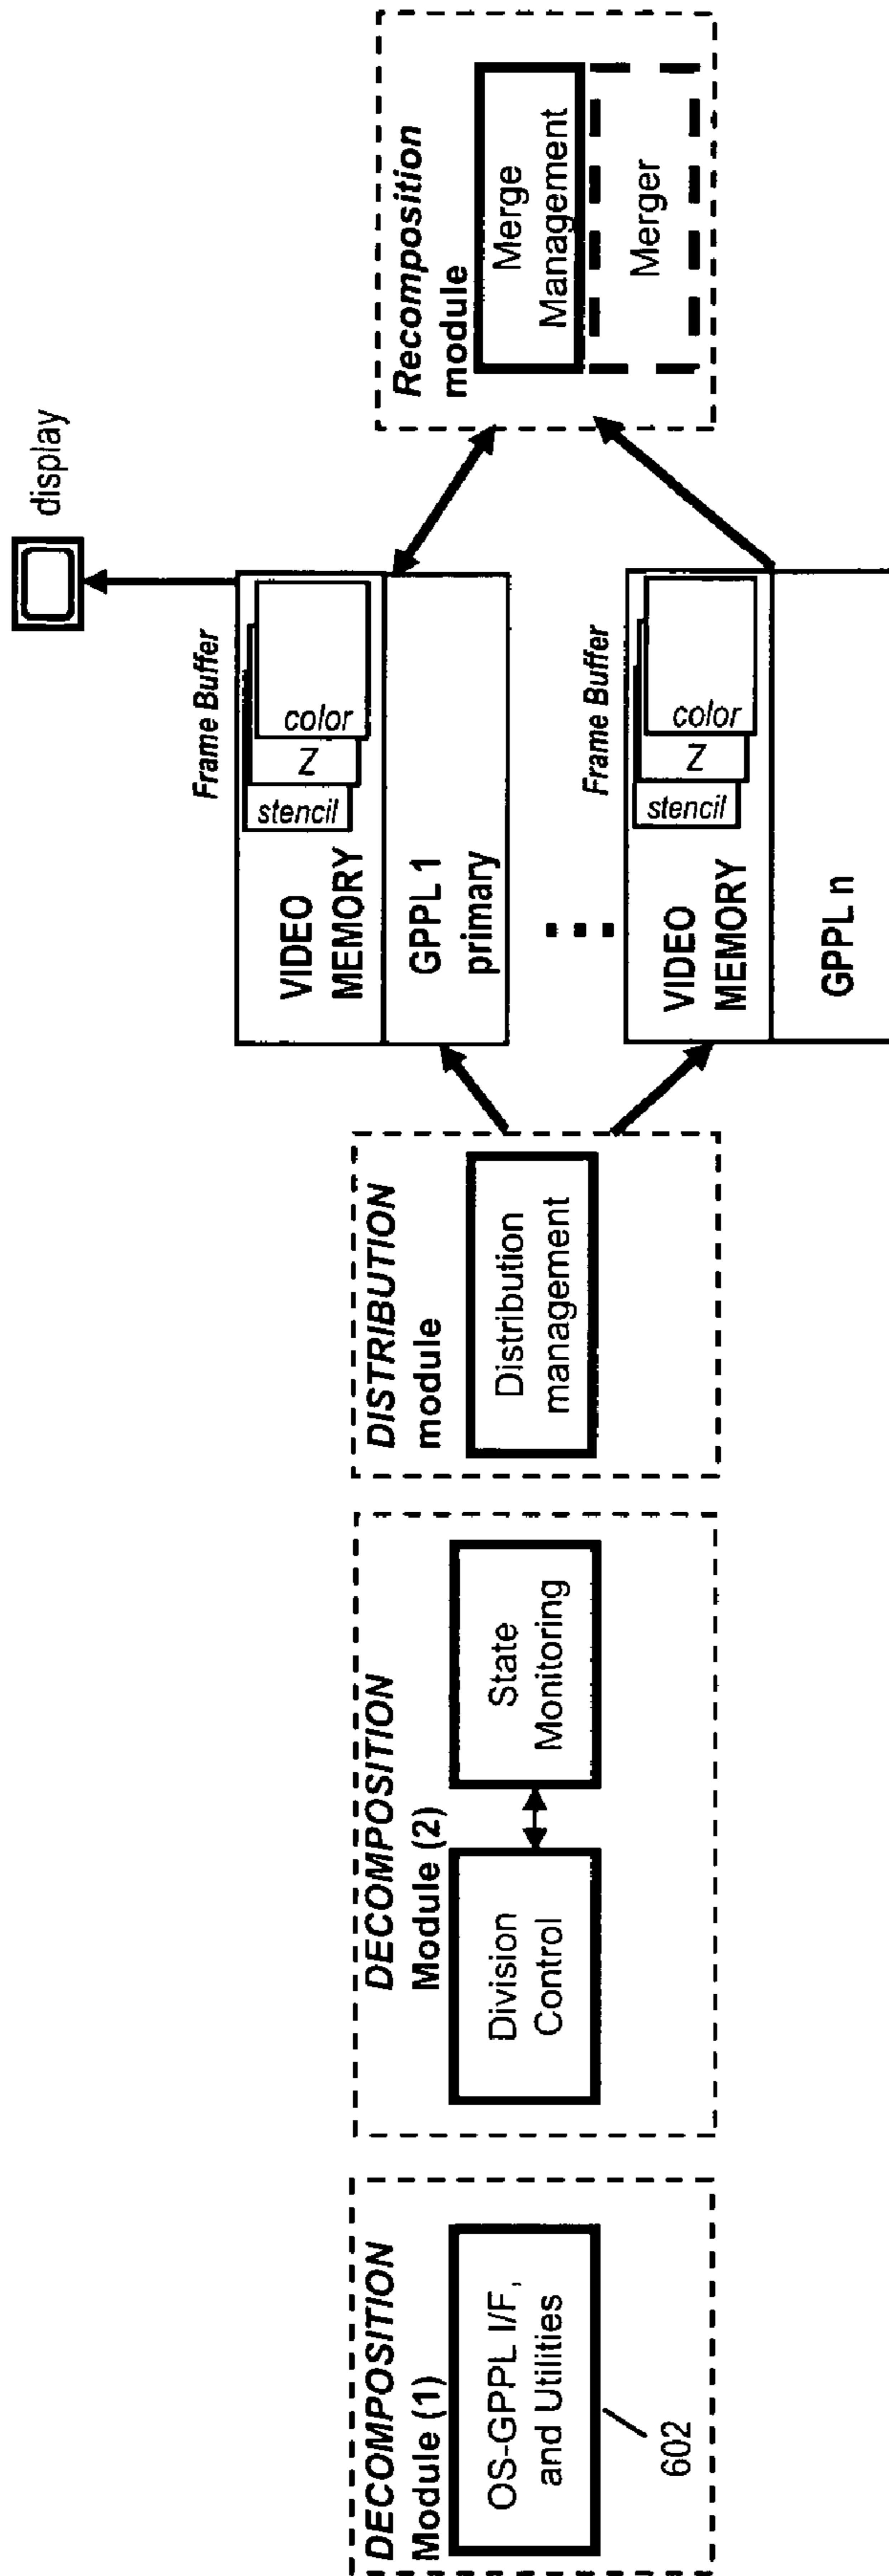 DECOMPOSITION
Module (1)
OS-GPPL I/F,
and Utilities
602
DECOMPOSITION
Module (2)
Division
Control
State
Monitoring
DISTRIBUTION
module
Distribution
management
display
Frame Buffer
stencil
Z
color
VIDEO
MEMORY
GPPL 1
primary
Frame Buffer
stencil
Z
color
VIDEO
MEMORY
GPPL n
Recomposition
module
Merge
Management
Merger